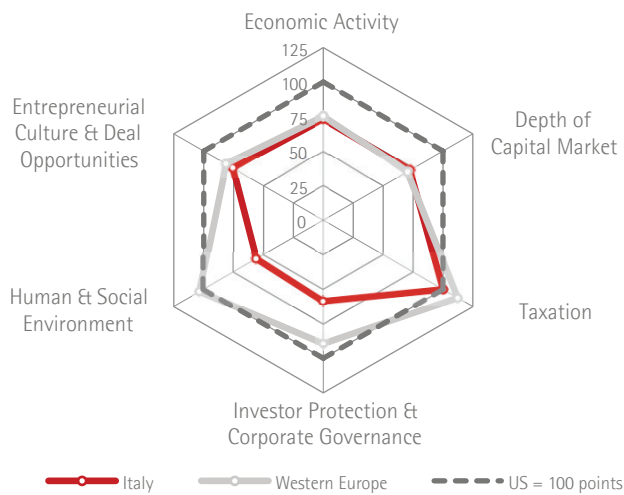 Economic Activity
125
100
75
50
25
0
Entrepreneurial
Culture & Deal
Opportunities
Depth of
Capital Market
Human & Social
Environment
Taxation
Investor Protection &
Corporate Governance
Italy
Western Europe
US = 100 points